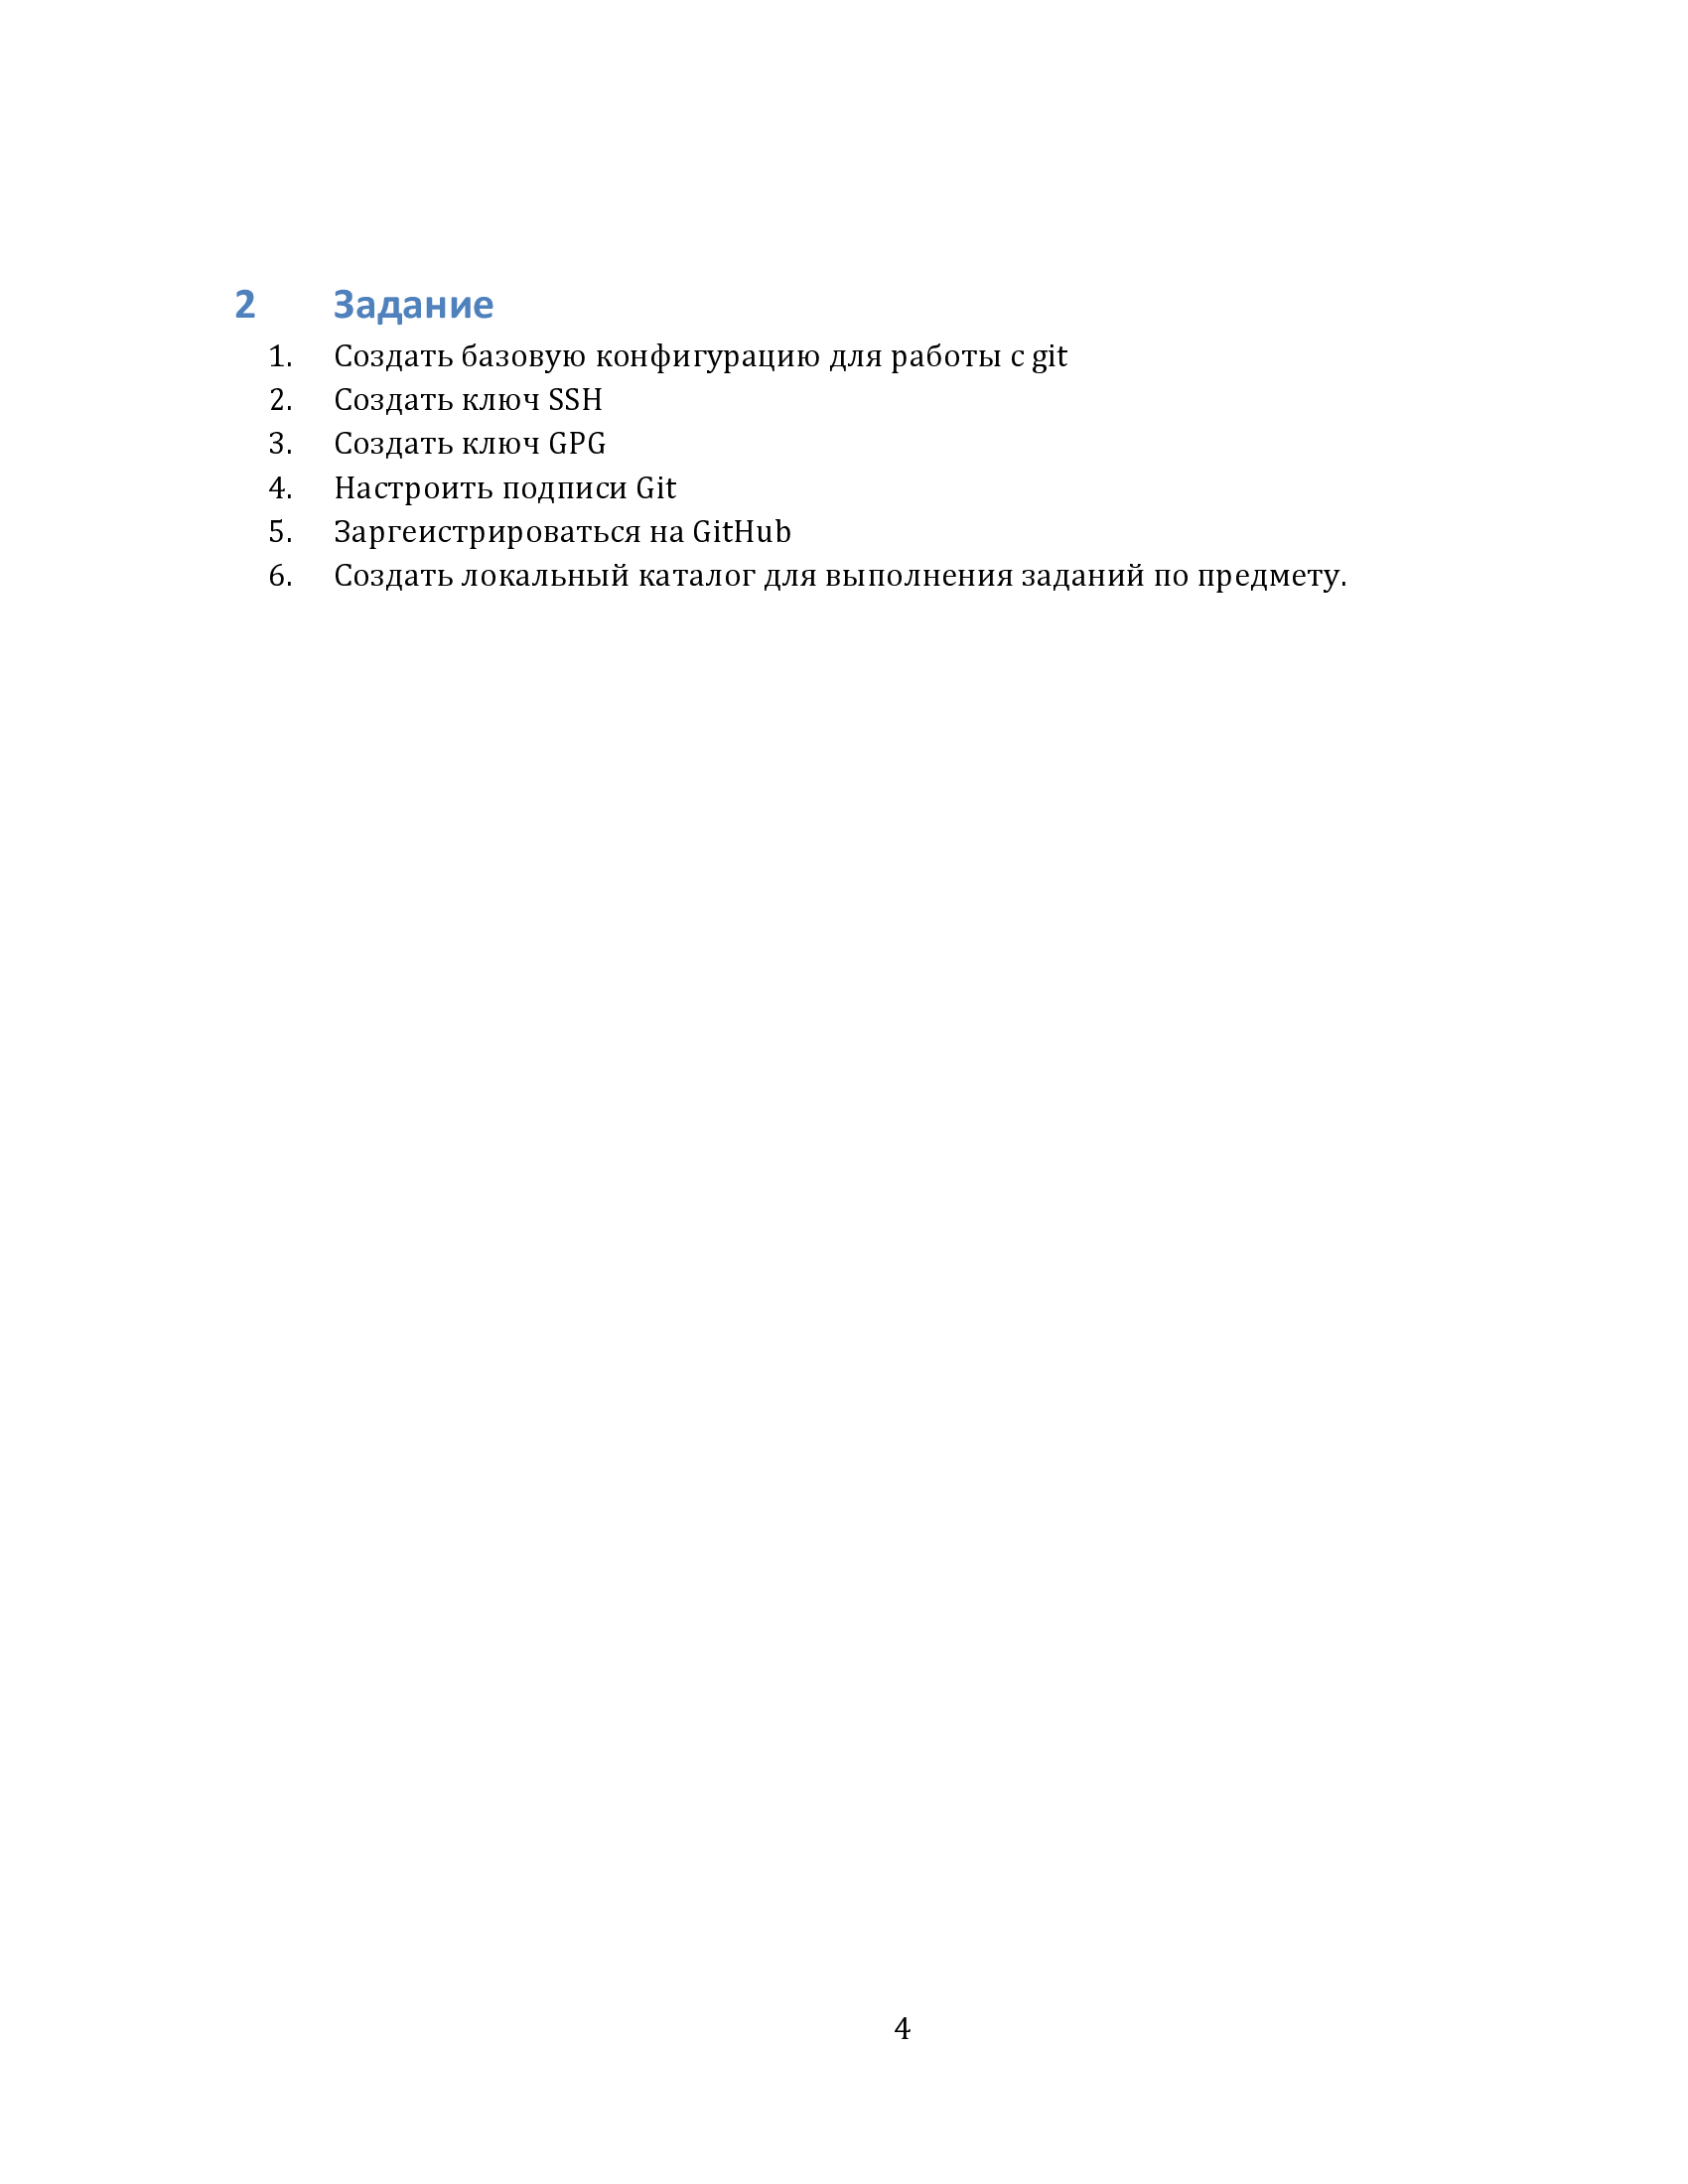 2 Задание
1. Создать базовую конфигурацию для работы с git
2. Создать ключ SSH
3. Создать ключ GPG
4. Настроить подписи Git
5. Заргеистрироваться на GitHub
6. Создать локальный каталог для выполнения заданий по предмету.
4